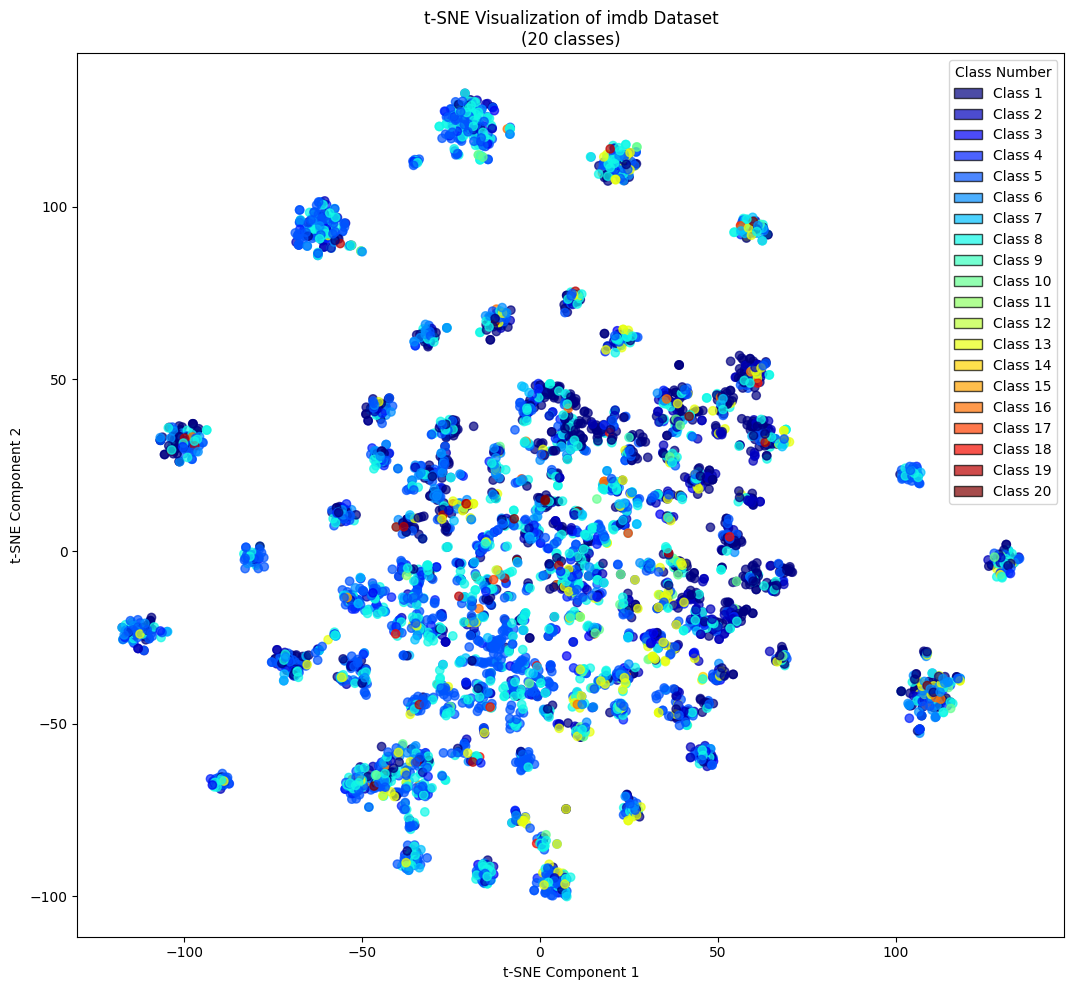 t-SNE Visualization of imdb Dataset
(20 classes)
Class Number
Class 1
Class 2
Class 3
Class 4
Class 5
Class 6
Class 7
Class 8
Class 9
Class 10
Class 11
Class 12
Class 13
Class 14
Class 15
Class 16
Class 17
Class 18
Class 19
Class 20
t-SNE Component 2
100
50
0
−50
−100
−100
−50
0
50
100
t-SNE Component 1